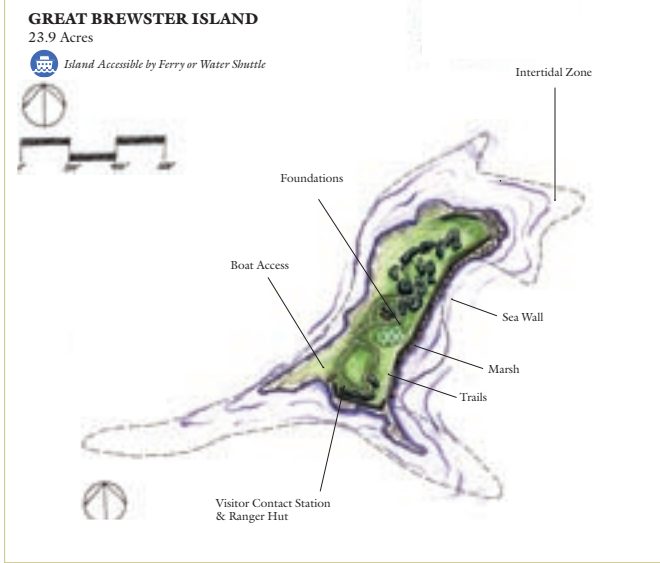 GREAT BREWSTER ISLAND
23.9 Acres
Island Accessible by Ferry or Water Shuttle
Intertidal Zone
Foundations
Boat Access
Sea Wall
Marsh
Trails
Visitor Contact Station
& Ranger Hut